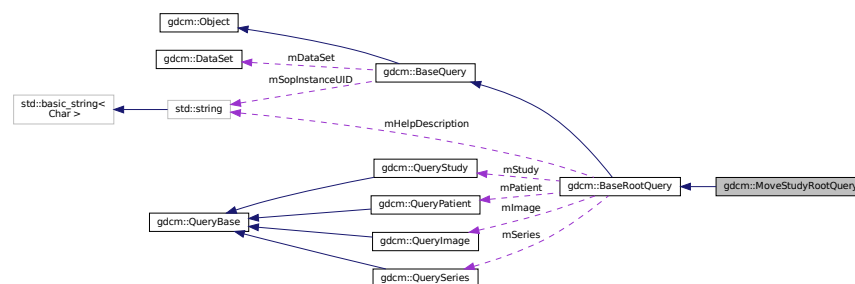 gdcm::Object
gdcm::DataSet
mDataSet
gdcm::BaseQuery
mSopInstanceUID
std::basic_string<
Char >
std::string
mHelpDescription
gdcm::QueryStudy
mStudy
gdcm::BaseRootQuery
gdcm::MoveStudyRootQuery
mPatient
gdcm::QueryPatient
mImage
gdcm::QueryBase
gdcm::QueryImage
mSeries
gdcm::QuerySeries